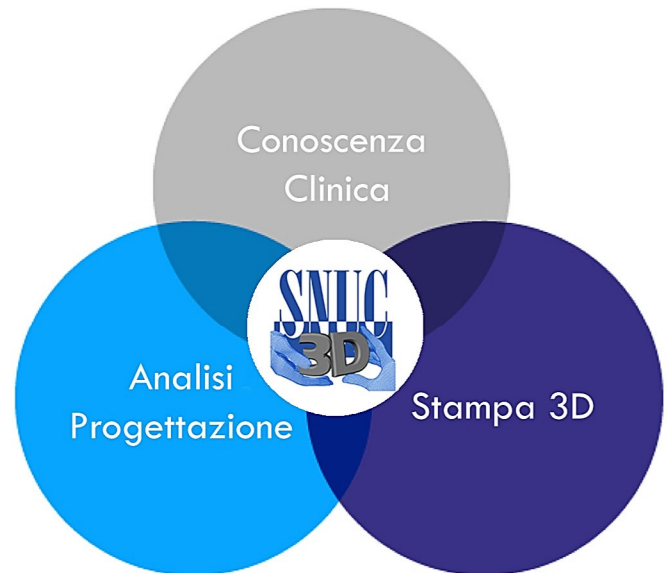 Conoscenza
Clinica
SNUC
3D
Analisi
Progettazione
Stampa 3D